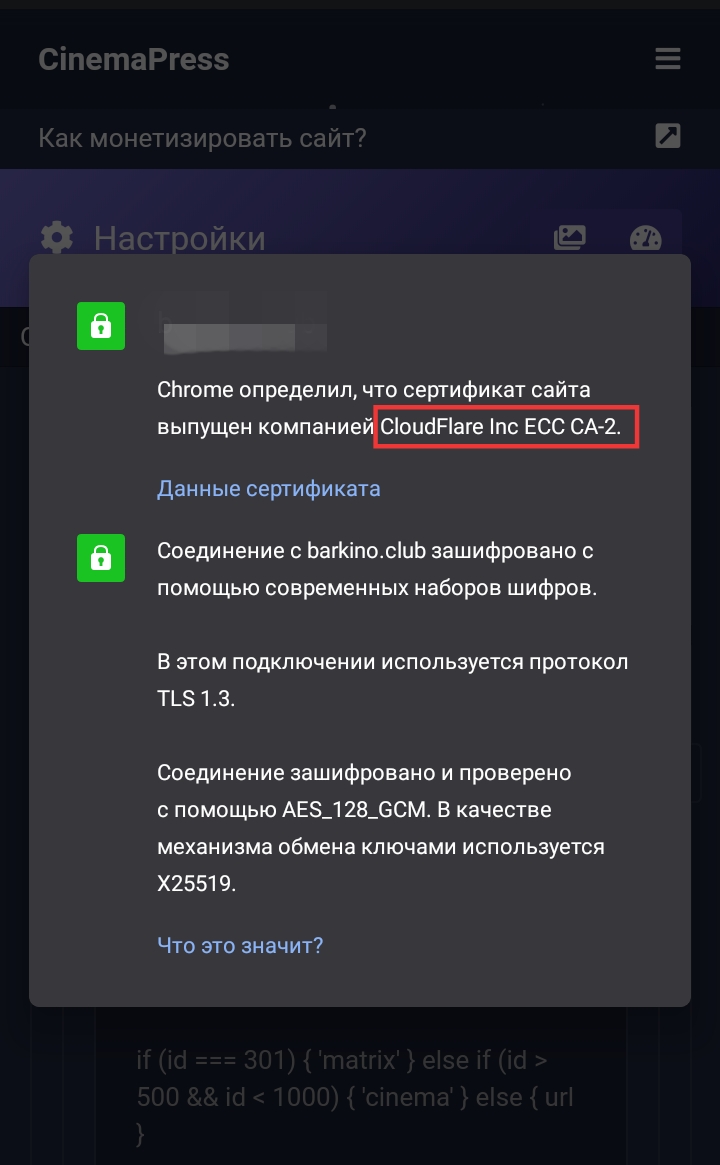 CinemaPress
Как монетизировать сайт?
Настройки
Chrome определил, что сертификат сайта
выпущен компанией CloudFlare Inc ECC CA-2.
Данные сертификата
Соединение с barkino.club зашифровано с
помощью современных наборов шифров.
В этом подключении используется протокол
TLS 1.3.
Соединение зашифровано и проверено
с помощью AES_128_GCM. В качестве
механизма обмена ключами используется
X25519.
Что это значит?
if (id === 301) { 'matrix' } else if (id >
500 && id < 1000) { 'cinema' } else { url
}